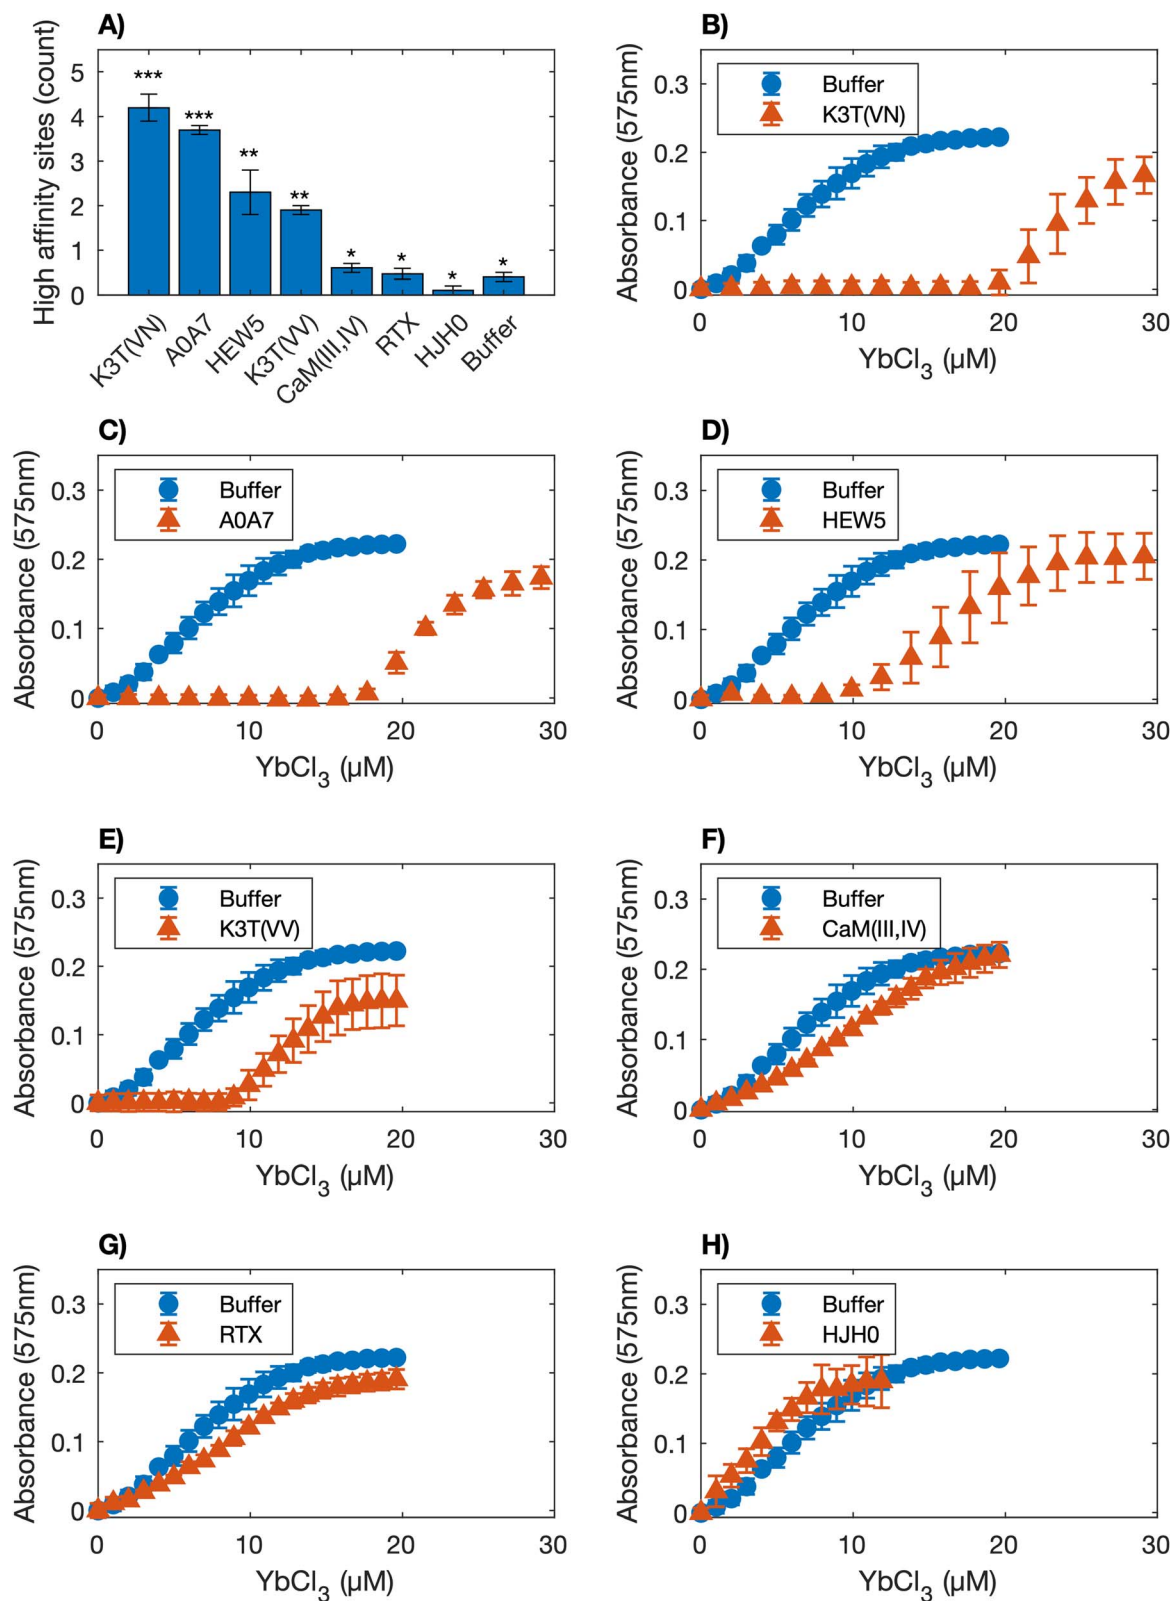 A)
High affinity sites (count)
5
4
3
2
1
0
***
***
**
**
*
*
*
*
K3T(VN)
A0A7
HEW5
K3T(VV)
CaM(III,IV)
RTX
HJH0
Buffer
B)
Absorbance (575nm)
0.3
0.2
0.1
0
Buffer
K3T(VN)
0 10 20 30
YbCl3 (µM)
C)
Absorbance (575nm)
0.3
0.2
0.1
0
Buffer
A0A7
0 10 20 30
YbCl3 (µM)
D)
Absorbance (575nm)
0.3
0.2
0.1
0
Buffer
HEW5
0 10 20 30
YbCl3 (µM)
E)
Absorbance (575nm)
0.3
0.2
0.1
0
Buffer
K3T(VV)
0 10 20 30
YbCl3 (µM)
F)
Absorbance (575nm)
0.3
0.2
0.1
0
Buffer
CaM(III,IV)
0 10 20 30
YbCl3 (µM)
G)
Absorbance (575nm)
0.3
0.2
0.1
0
Buffer
RTX
0 10 20 30
YbCl3 (µM)
H)
Absorbance (575nm)
0.3
0.2
0.1
0
Buffer
HJH0
0 10 20 30
YbCl3 (µM)